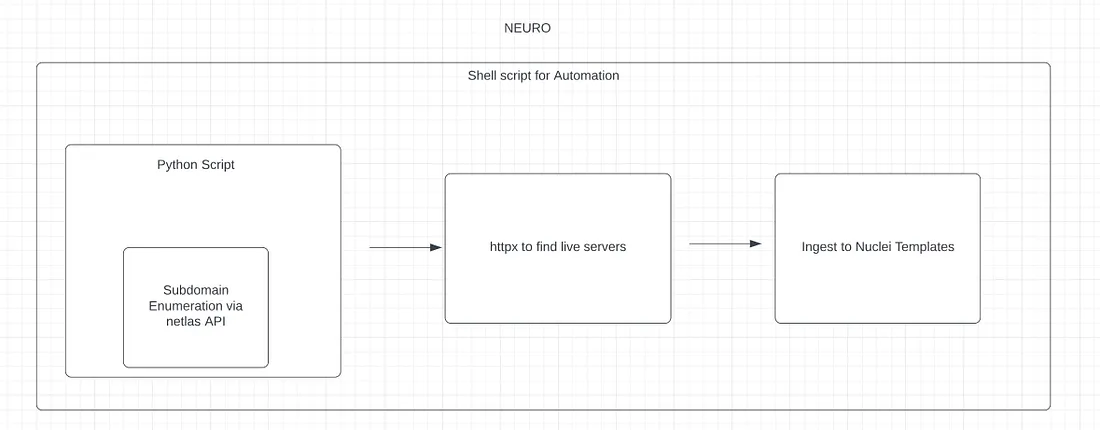 NEURO
Shell script for Automation
Python Script
Subdomain
Enumeration via
netlas API
httpx to find live servers
Ingest to Nuclei Templates